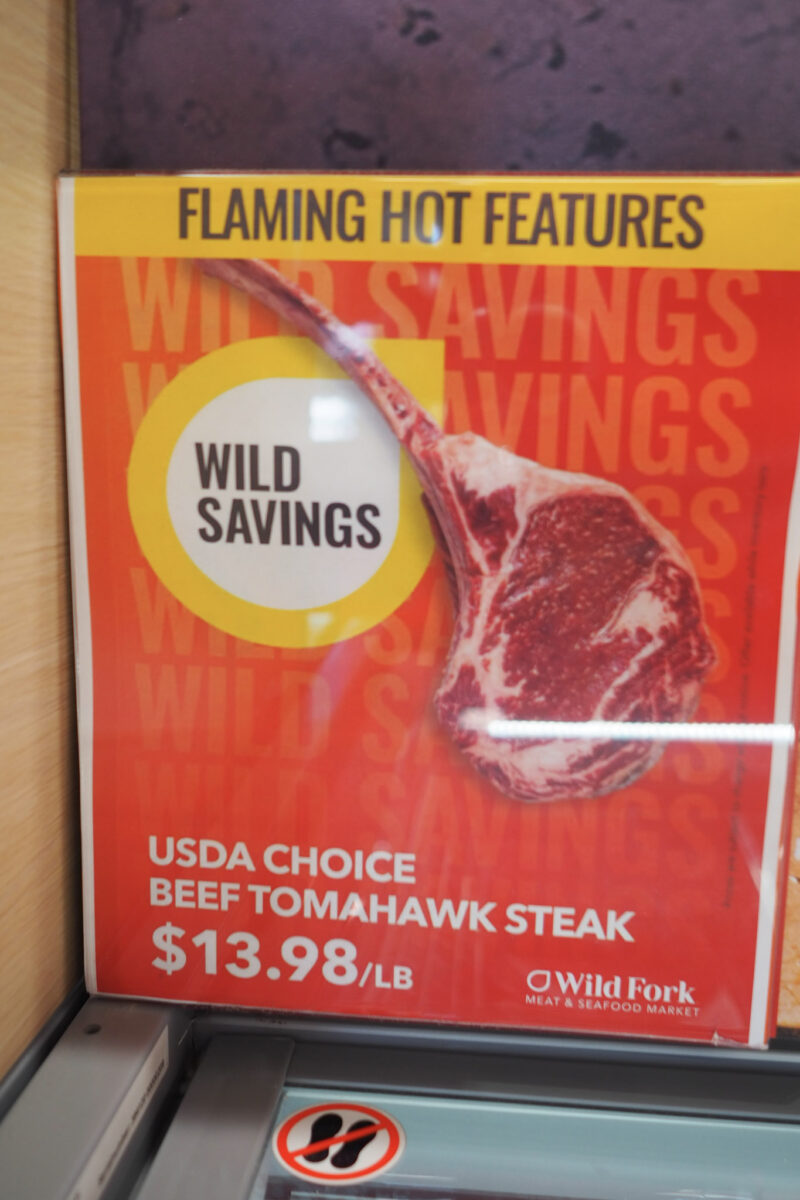 FLAMING HOT FEATURES
WILD SAVINGS
SAVINGS
WILD
SAVINGS
WILD SAVINGS
USDA CHOICE
BEEF TOMAHAWK STEAK
$13.98/LB
Wild Fork
MEAT & SEAFOOD MARKET